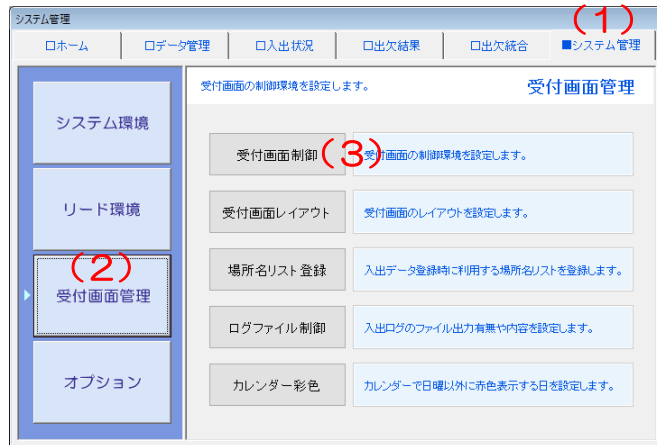 システム管理
(1)
□ホーム
□データ管理
□入出状況
□出欠結果
□出欠統合
■システム管理
受付画面の制御環境を設定します。
受付画面管理
システム環境
リード環境
(2)
受付画面管理
オプション
受付画面制御
(3)
受付画面の制御環境を設定します。
受付画面レイアウト
受付画面のレイアウトを設定します。
場所名リスト登録
入出データ登録時に利用する場所名リストを登録します。
ログファイル制御
入出ログのファイル出力有無や内容を設定します。
カレンダー彩色
カレンダーで日曜以外に赤色表示する日を設定します。